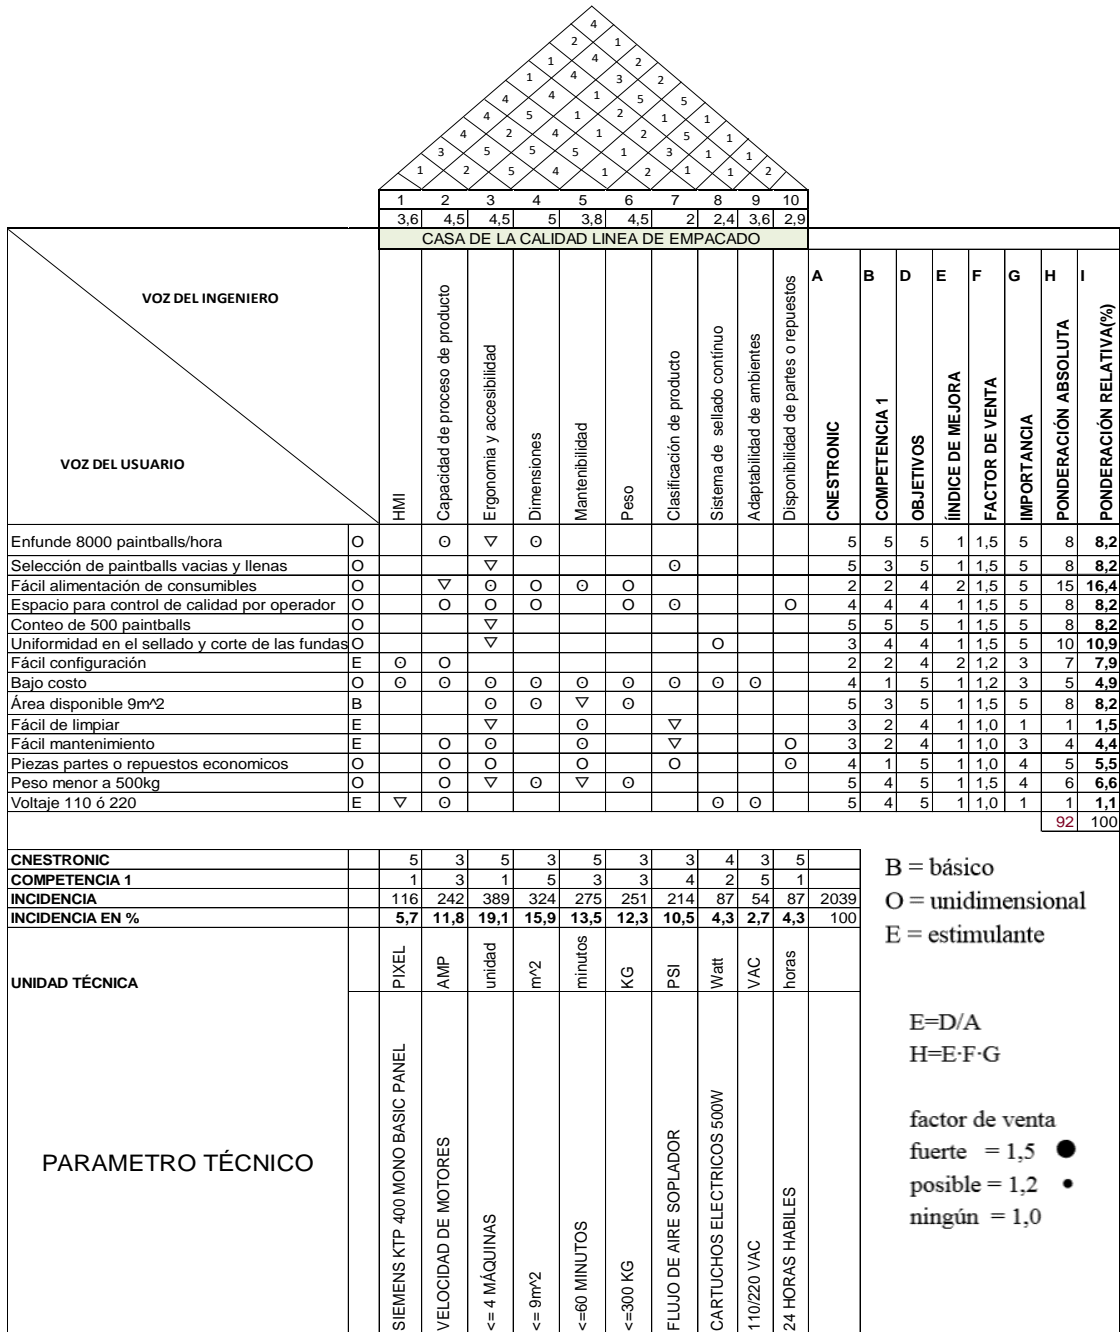 4
2 1
1 4 2
1 4 3 2
4 4 1 5 5
4 5 1 2 1 1
4 2 4 1 2 5 1
3 5 5 5 1 3 1 1
1 2 5 4 1 2 1 1 2
1 2 3 4 5 6 7 8 9 10
3,6 4,5 4,5 5 3,8 4,5 2 2,4 3,6 2,9
CASA DE LA CALIDAD LINEA DE EMPACADO
VOZ DEL INGENIERO
VOZ DEL USUARIO
HMI
Capacidad de proceso de producto
Ergonomía y accesibilidad
Dimensiones
Mantenibilidad
Peso
Clasificación de producto
Sistema de sellado contínuo
Adaptabilidad de ambientes
Disponibilidad de partes o repuestos
A B D E F G H I
CNESTRONIC
COMPETENCIA 1
OBJETIVOS
ÍINDICE DE MEJORA
FACTOR DE VENTA
IMPORTANCIA
PONDERACIÓN ABSOLUTA
PONDERACIÓN RELATIVA(%)
Enfunde 8000 paintballs/hora O ʘ ▽ ʘ 5 5 5 1 1,5 5 8 8,2
Selección de paintballs vacias y llenas O ▽ ʘ 5 3 5 1 1,5 5 8 8,2
Fácil alimentación de consumibles O ▽ ʘ O ʘ O 2 2 4 2 1,5 5 15 16,4
Espacio para control de calidad por operador O O O O O ʘ O 4 4 4 1 1,5 5 8 8,2
Conteo de 500 paintballs O ▽ 5 5 5 1 1,5 5 8 8,2
Uniformidad en el sellado y corte de las fundas O ▽ O 3 4 4 1 1,5 5 10 10,9
Fácil configuración E ʘ O 2 2 4 2 1,2 3 7 7,9
Bajo costo O ʘ ʘ ʘ ʘ ʘ ʘ ʘ ʘ ʘ 4 1 5 1 1,2 3 5 4,9
Área disponible 9m^2 B ʘ ʘ ▽ ʘ 5 3 5 1 1,5 5 8 8,2
Fácil de limpiar E ▽ ʘ ▽ 3 2 4 1 1,0 1 1 1,5
Fácil mantenimiento E O ʘ ʘ ▽ O 3 2 4 1 1,0 3 4 4,4
Piezas partes o repuestos economicos O O O O O ʘ 4 1 5 1 1,0 4 5 5,5
Peso menor a 500kg O O ▽ ʘ ▽ ʘ 5 4 5 1 1,5 4 6 6,6
Voltaje 110 ó 220 E ▽ ʘ ʘ ʘ 5 4 5 1 1,0 1 1 1,1
92 100
CNESTRONIC 5 3 5 3 5 3 3 4 3 5
COMPETENCIA 1 1 3 1 5 3 3 4 2 5 1
INCIDENCIA 116 242 389 324 275 251 214 87 54 87 2039
INCIDENCIA EN % 5,7 11,8 19,1 15,9 13,5 12,3 10,5 4,3 2,7 4,3 100
UNIDAD TÉCNICA PIXEL AMP unidad m^2 minutos KG PSI Watt VAC horas
PARAMETRO TÉCNICO
SIEMENS KTP 400 MONO BASIC PANEL
VELOCIDAD DE MOTORES
<= 4 MÁQUINAS
<= 9m^2
<=60 MINUTOS
<=300 KG
FLUJO DE AIRE SOPLADOR
CARTUCHOS ELECTRICOS 500W
110/220 VAC
24 HORAS HABILES
B = básico
O = unidimensional
E = estimulante
E=D/A
H=E·F·G
factor de venta
fuerte = 1,5 ●
posible = 1,2 •
ningún = 1,0